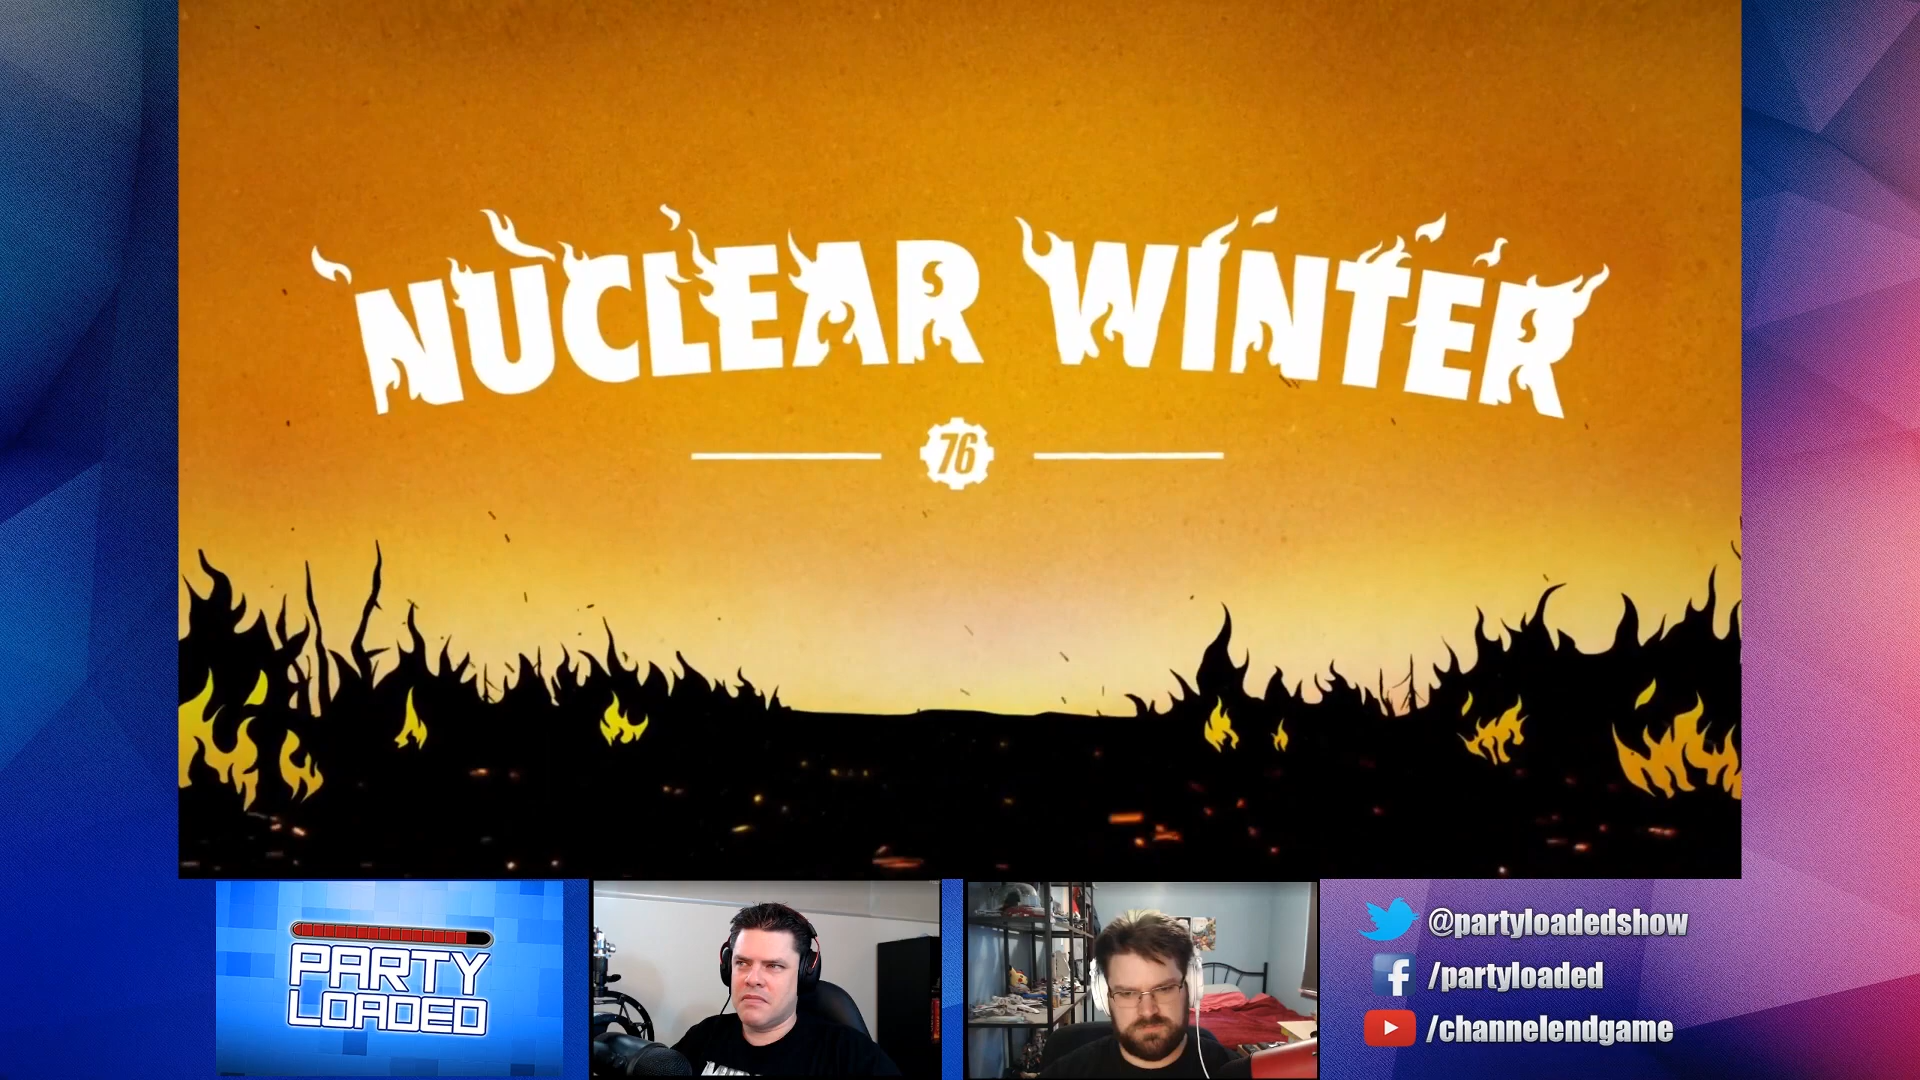 NUCLEAR WINTER
76
PARTY
LOADED
@partyloadedshow
/partyloaded
/channelendgame